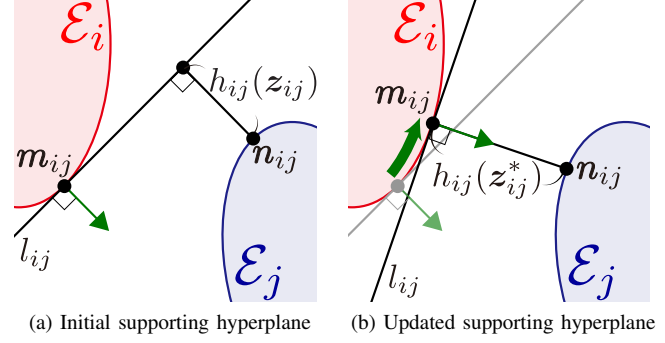 ℰᵢ
hᵢⱼ(𝒛ᵢⱼ)
𝒎ᵢⱼ
𝒏ᵢⱼ
lᵢⱼ
ℰⱼ
(a) Initial supporting hyperplane
ℰᵢ
𝒎ᵢⱼ
hᵢⱼ(𝒛*ᵢⱼ)
𝒏ᵢⱼ
lᵢⱼ
ℰⱼ
(b) Updated supporting hyperplane